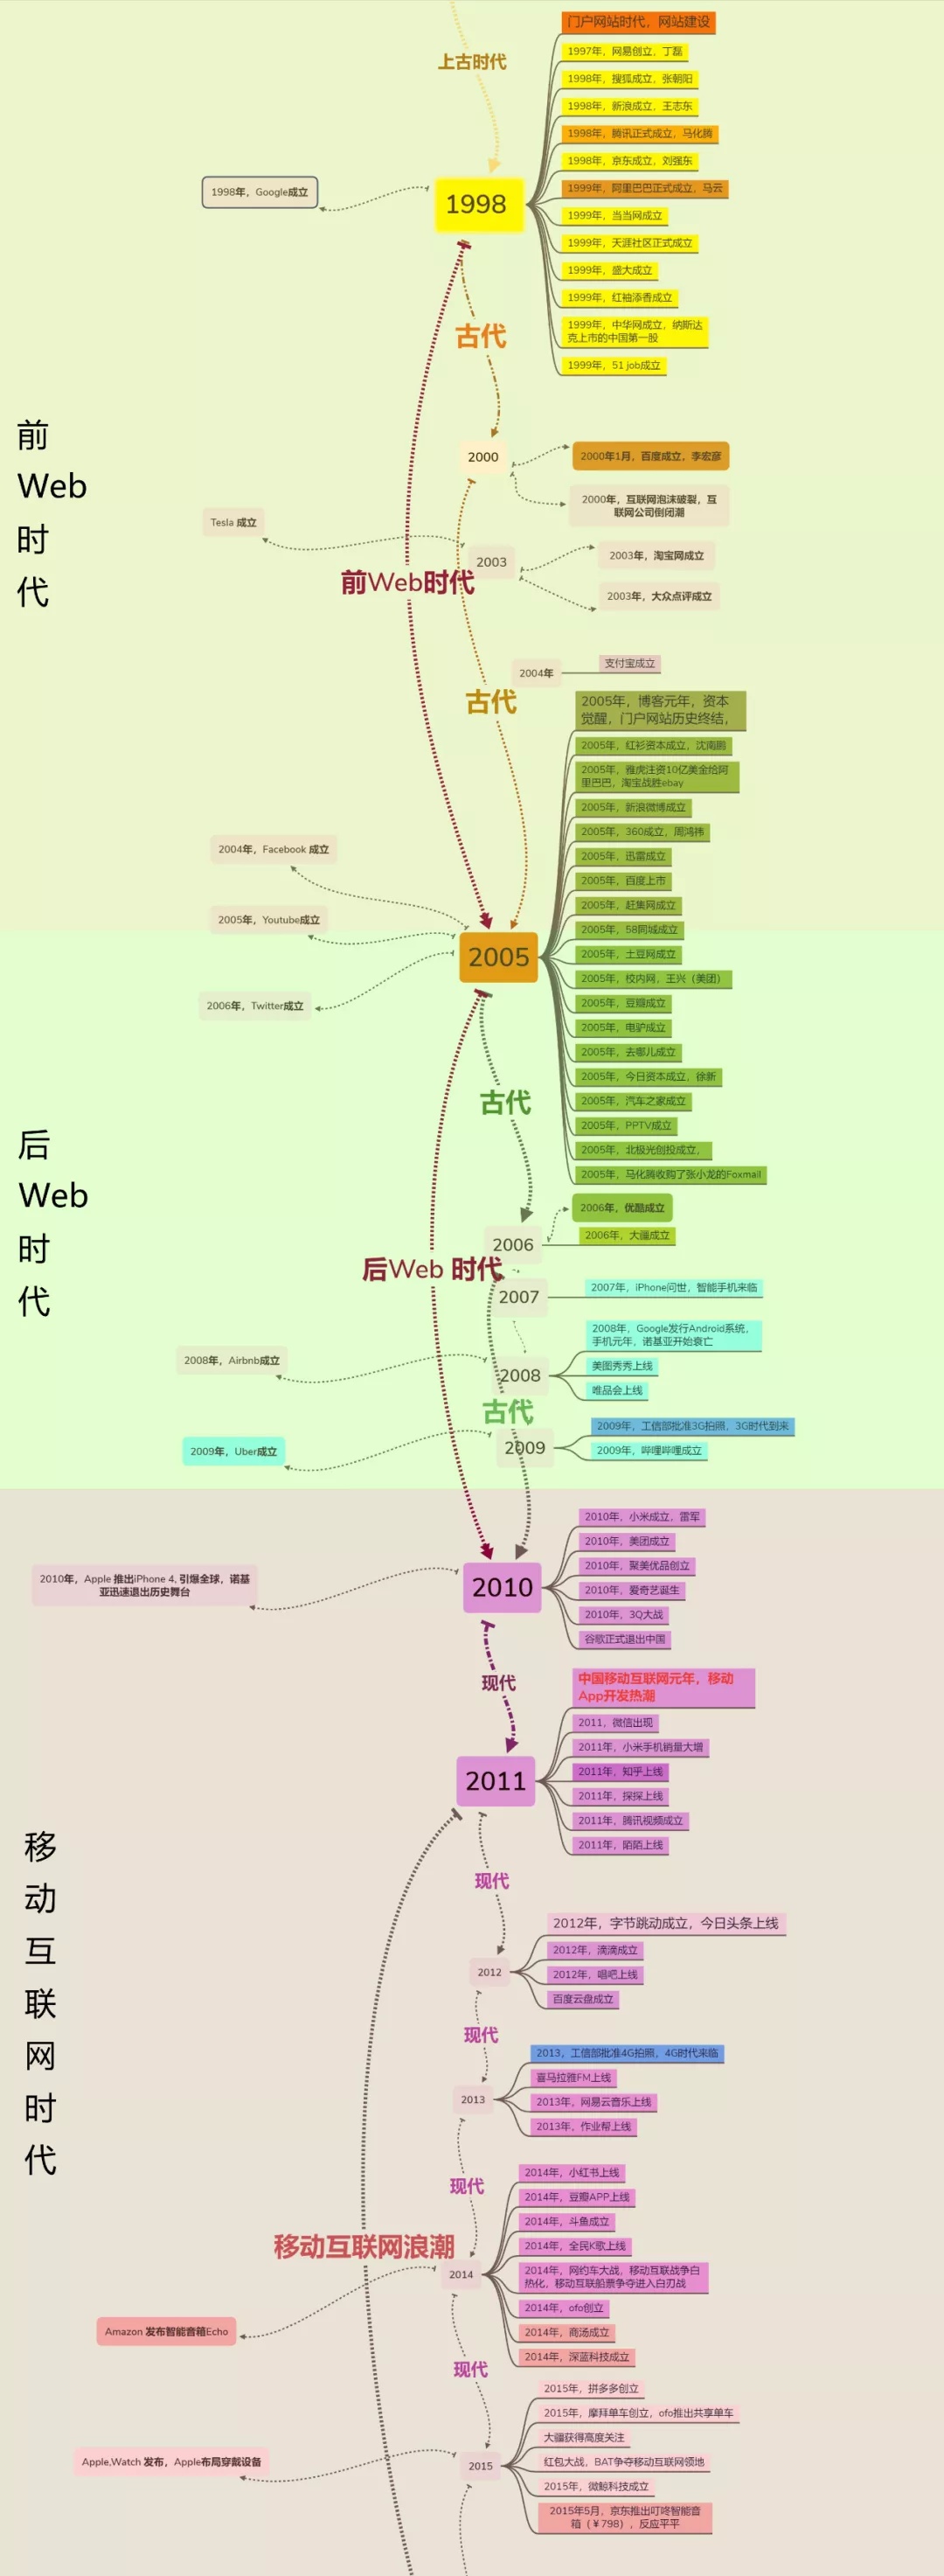 门户网站时代，网站建设
上古时代
1997年，网易创立，丁磊
1998年，搜狐成立，张朝阳
1998年，新浪成立，王志东
1998年，腾讯正式成立，马化腾
1998年，京东成立，刘强东
1998年，Google成立
1998
1999年，阿里巴巴正式成立，马云
1999年，当当网成立
1999年，天涯社区正式成立
1999年，盛大成立
1999年，红袖添香成立
1999年，中华网成立，纳斯达
克上市的中国第一股
1999年，51 job成立
古代
前
Web
时
代
2000
2000年1月，百度成立，李宏彦
2000年，互联网泡沫破裂，互
联网公司倒闭潮
Tesla 成立
2003
2003年，淘宝网成立
2003年，大众点评成立
前Web时代
2004年
支付宝成立
古代
2005年，博客元年，资本
觉醒，门户网站历史终结，
2005年，红衫资本成立，沈南鹏
2005年，雅虎注资10亿美金给阿
里巴巴，淘宝战胜ebay
2005年，新浪微博成立
2005年，360成立，周鸿祎
2005年，迅雷成立
2005年，百度上市
2005年，赶集网成立
2005年，58同城成立
2005年，土豆网成立
2005年，校内网，王兴（美团）
2005年，豆瓣成立
2005年，电驴成立
2005年，去哪儿成立
2005年，今日资本成立，徐新
2005年，汽车之家成立
2005年，PPTV成立
2005年，北极光创投成立，
2005年，马化腾收购了张小龙的Foxmail
2004年，Facebook 成立
2005年，Youtube成立
2006年，Twitter成立
2005
古代
后
Web
时
代
2006
2006年，优酷成立
2006年，大疆成立
后Web 时代
2007
2007年，iPhone问世，智能手机来临
2008年，Airbnb成立
2008
2008年，Google发行Android系统，
手机元年，诺基亚开始衰亡
美图秀秀上线
唯品会上线
古代
2009年，Uber成立
2009
2009年，工信部批准3G拍照，3G时代到来
2009年，哔哩哔哩成立
2010年，Apple 推出iPhone 4, 引爆全球，诺基
亚迅速退出历史舞台
2010
2010年，小米成立，雷军
2010年，美团成立
2010年，聚美优品创立
2010年，爱奇艺诞生
2010年，3Q大战
谷歌正式退出中国
现代
中国移动互联网元年，移动
App开发热潮
2011，微信出现
2011年，小米手机销量大增
2011年，知乎上线
2011年，探探上线
2011年，腾讯视频成立
2011年，陌陌上线
2011
移
动
互
联
网
时
代
现代
2012
2012年，字节跳动成立，今日头条上线
2012年，滴滴成立
2012年，唱吧上线
百度云盘成立
现代
2013
2013，工信部批准4G拍照，4G时代来临
喜马拉雅FM上线
2013年，网易云音乐上线
2013年，作业帮上线
现代
移动互联网浪潮
2014
2014年，小红书上线
2014年，豆瓣APP上线
2014年，斗鱼成立
2014年，全民K歌上线
2014年，网约车大战，移动互联战争白
热化，移动互联船票争夺进入白刃战
2014年，ofo创立
2014年，商汤成立
2014年，深蓝科技成立
Amazon 发布智能音箱Echo
现代
2015
2015年，拼多多创立
2015年，摩拜单车创立，ofo推出共享单车
大疆获得高度关注
红包大战，BAT争夺移动互联网领地
2015年，微鲸科技成立
2015年5月，京东推出叮咚智能音
箱（￥798），反应平平
Apple,Watch 发布，Apple布局穿戴设备